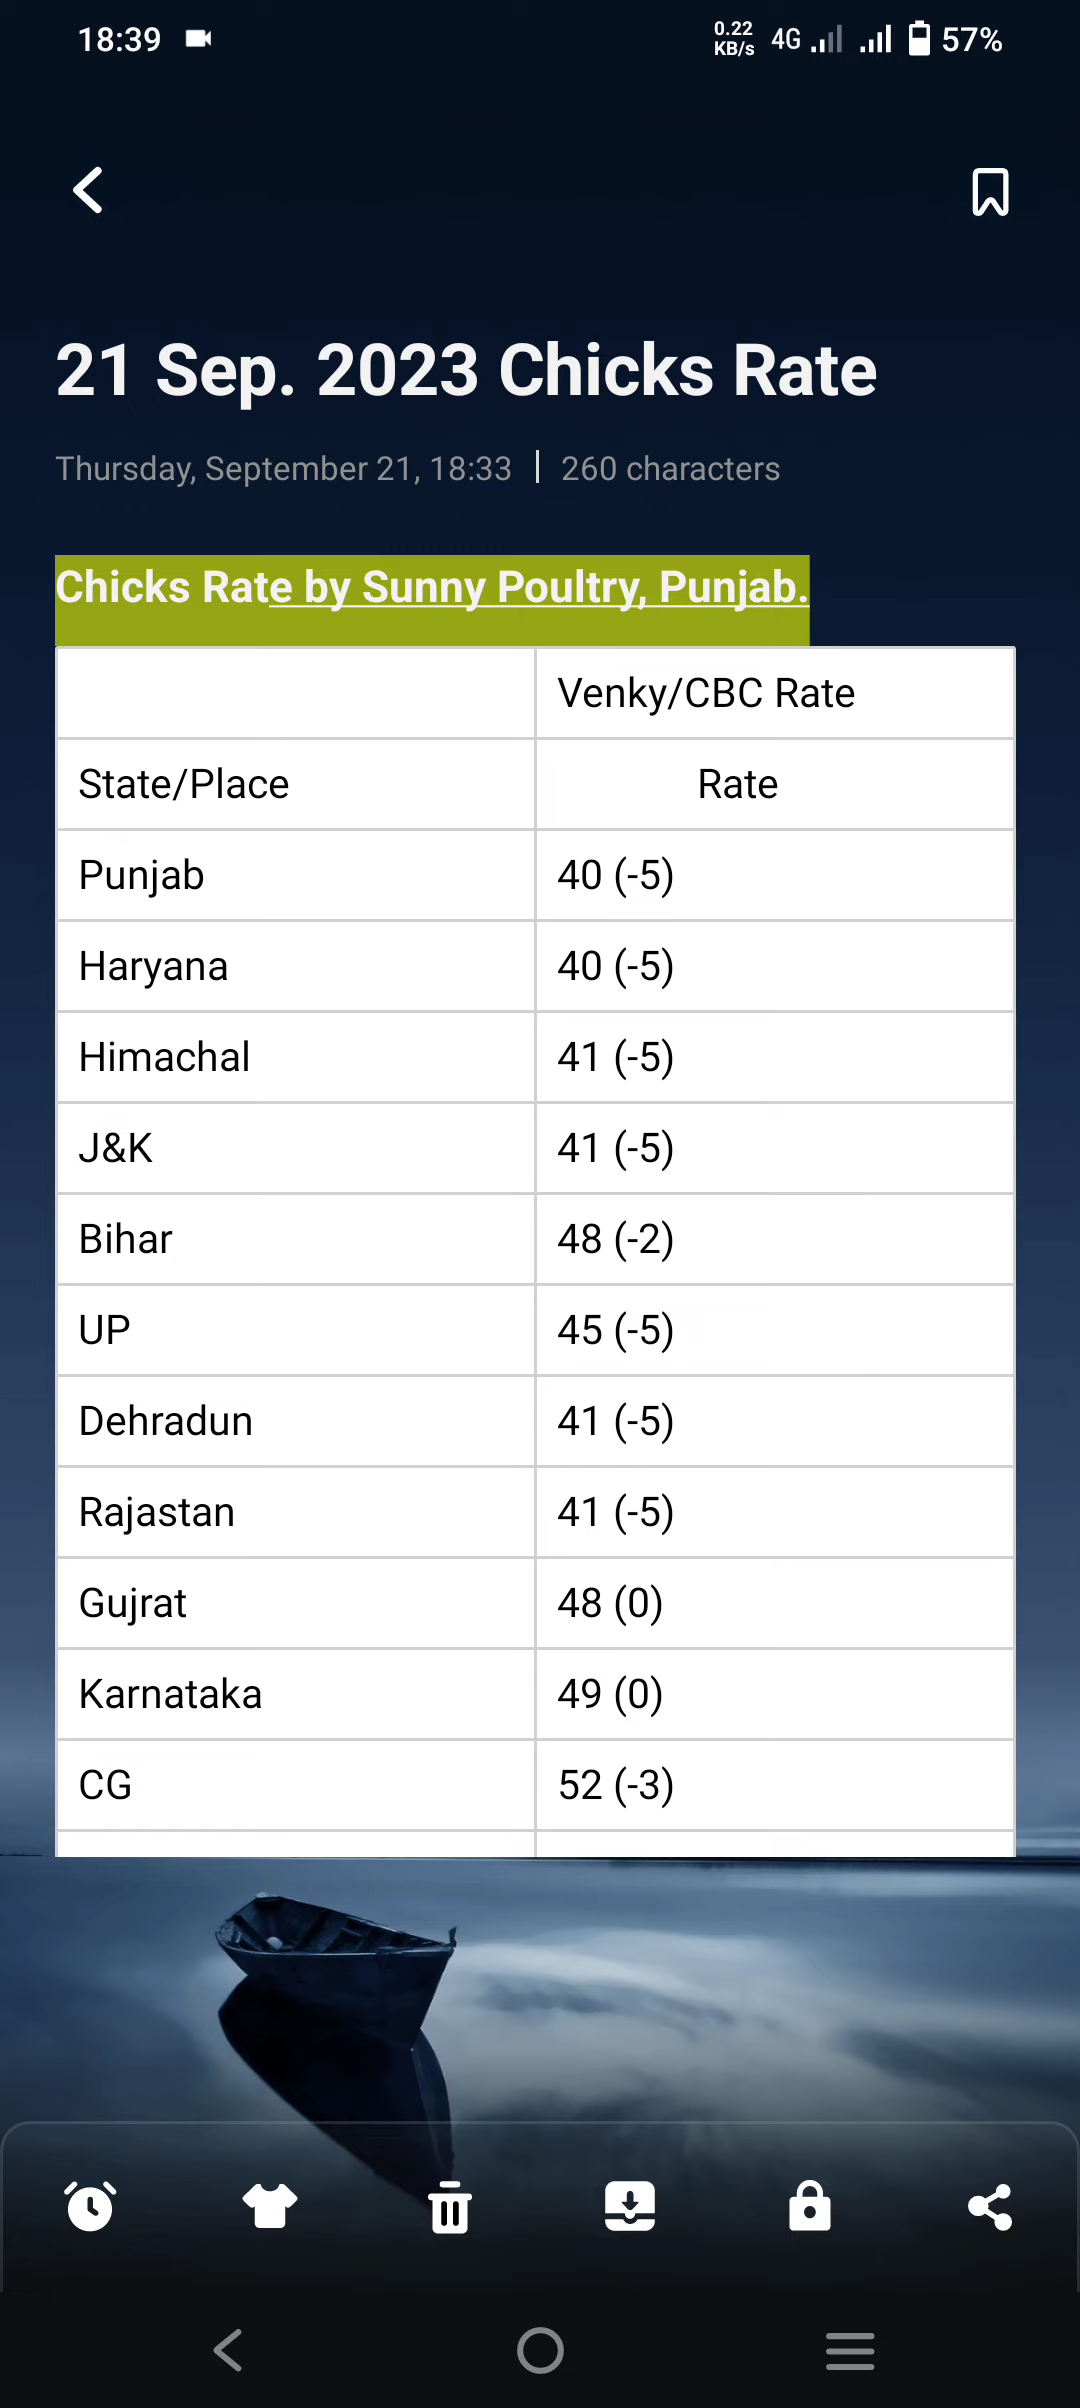 18:39 0.22 KB/s 4G 57%
21 Sep. 2023 Chicks Rate
Thursday, September 21, 18:33 | 260 characters
Chicks Rate by Sunny Poultry, Punjab.
Venky/CBC Rate
State/Place Rate
Punjab 40 (-5)
Haryana 40 (-5)
Himachal 41 (-5)
J&K 41 (-5)
Bihar 48 (-2)
UP 45 (-5)
Dehradun 41 (-5)
Rajastan 41 (-5)
Gujrat 48 (0)
Karnataka 49 (0)
CG 52 (-3)